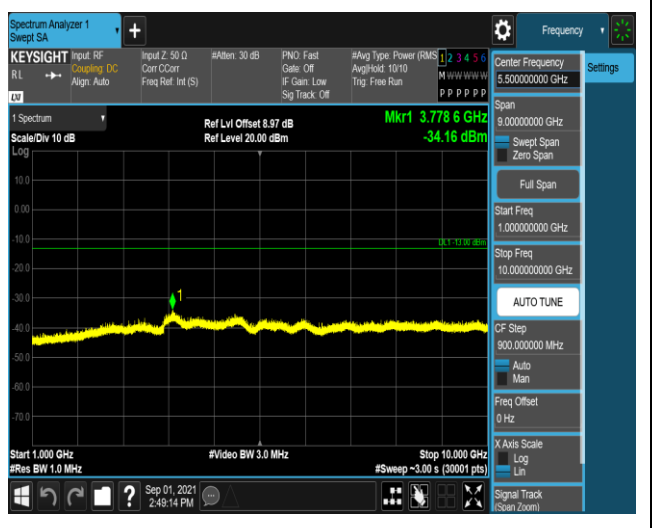 Spectrum Analyzer 1
Swept SA
Frequency
KEYSIGHT
RL
LXI
Input: RF
Coupling: DC
Align: Auto
Input Z: 50 Ω
Corr CCorr
Freq Ref: Int (S)
#Atten: 30 dB
PNO: Fast
Gate: Off
IF Gain: Low
Sig Track: Off
#Avg Type: Power (RMS
Avg|Hold: 10/10
Trig: Free Run
1 2 3 4 5 6
M W W W W W
P P P P P P
Center Frequency
5.500000000 GHz
Settings
Span
9.00000000 GHz
Swept Span
Zero Span
Full Span
Start Freq
1.000000000 GHz
Stop Freq
10.000000000 GHz
AUTO TUNE
CF Step
900.000000 MHz
Auto
Man
Freq Offset
0 Hz
X Axis Scale
Log
Lin
Signal Track
(Span Zoom)
1 Spectrum
Scale/Div 10 dB
Log
Ref Lvl Offset 8.97 dB
Ref Level 20.00 dBm
Mkr1 3.778 6 GHz
-34.16 dBm
10.0
0.00
-10.0
DL1 -13.00 dBm
-20.0
-30.0
1
-40.0
-50.0
-60.0
-70.0
Start 1.000 GHz
#Res BW 1.0 MHz
#Video BW 3.0 MHz
Stop 10.000 GHz
#Sweep ~3.00 s (30001 pts)
Sep 01, 2021
2:49:14 PM